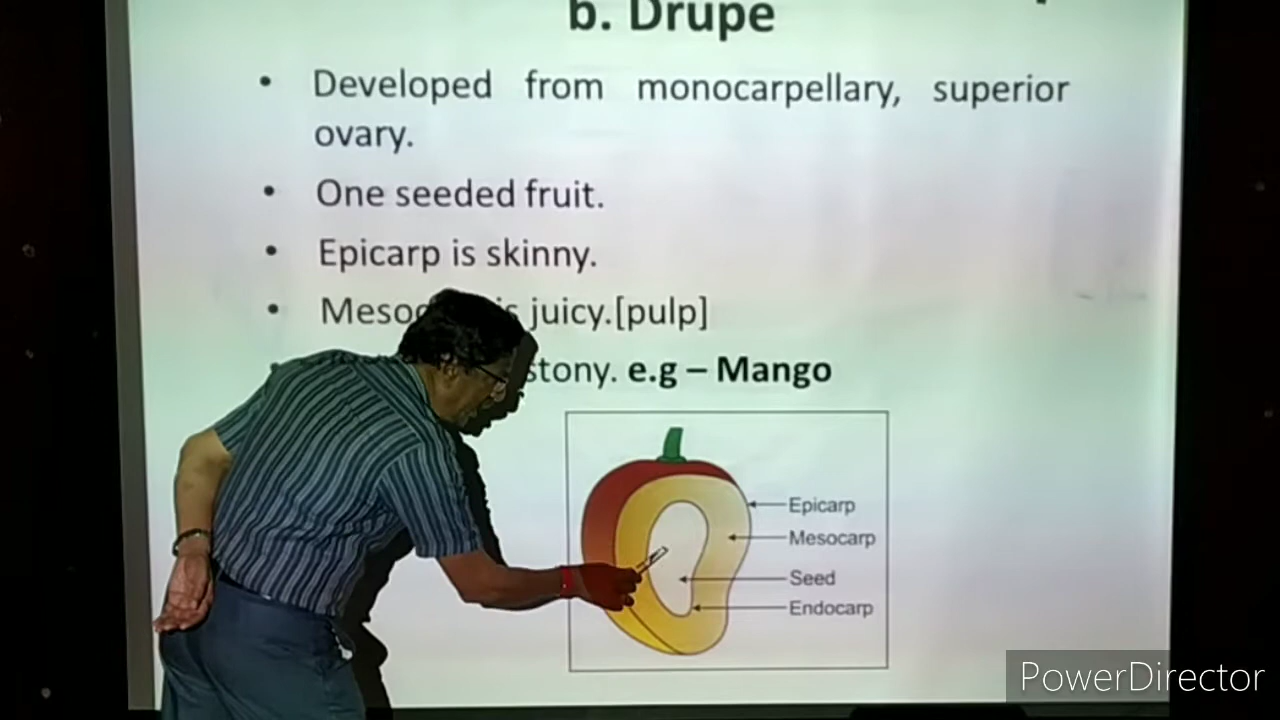 b. Drupe
• Developed from monocarpellary, superior
ovary.
• One seeded fruit.
• Epicarp is skinny.
• juicy.[pulp]
stony. e.g – Mango
Epicarp
Mesocarp
Seed
Endocarp
PowerDirector